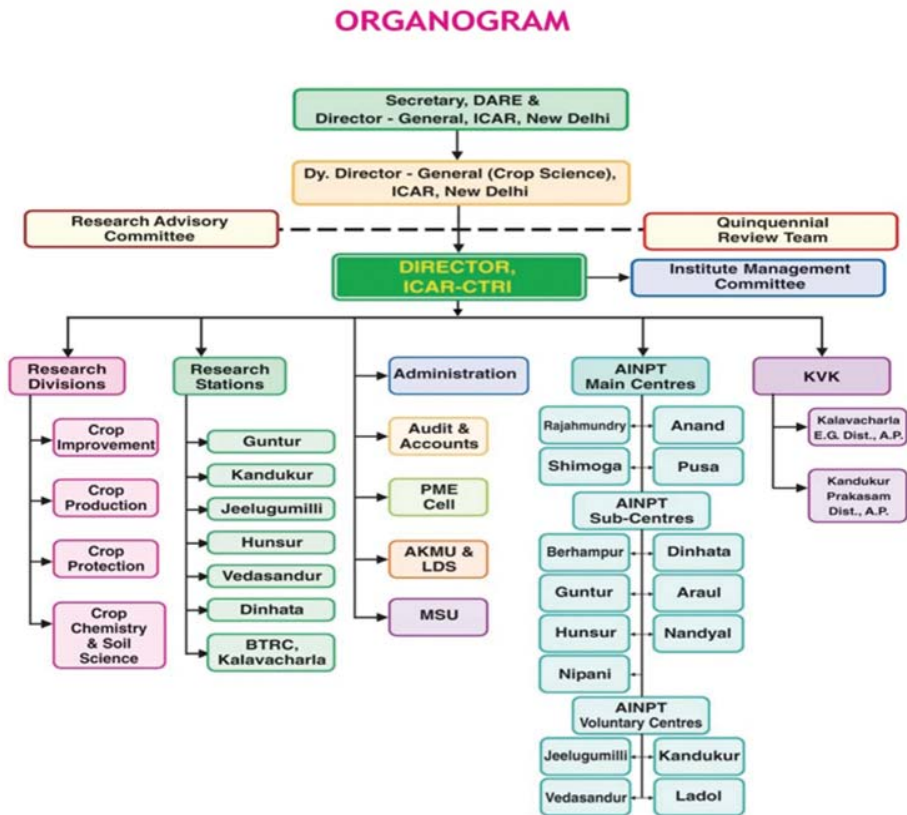 ORGANOGRAM
Secretary, DARE &
Director - General, ICAR, New Delhi
Dy. Director - General (Crop Science),
ICAR, New Delhi
Research Advisory
Committee
Quinquennial
Review Team
DIRECTOR,
ICAR-CTRI
Institute Management
Committee
Research
Divisions
Crop
Improvement
Crop
Production
Crop
Protection
Crop
Chemistry
& Soil
Science
Research
Stations
Guntur
Kandukur
Jeelugumilli
Hunsur
Vedasandur
Dinhata
BTRC,
Kalavacharla
Administration
Audit &
Accounts
PME
Cell
AKMU &
LDS
MSU
AINPT
Main Centres
Rajahmundry
Anand
Shimoga
Pusa
AINPT
Sub-Centres
Berhampur
Dinhata
Guntur
Araul
Hunsur
Nandyal
Nipani
AINPT
Voluntary Centres
Jeelugumilli
Kandukur
Vedasandur
Ladol
KVK
Kalavacharla
E.G. Dist., A.P.
Kandukur
Prakasam
Dist., A.P.